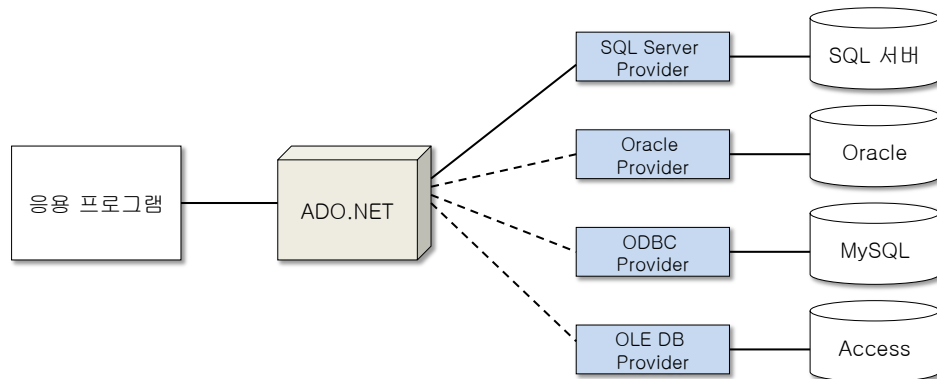 SQL Server
Provider
SQL 서버
Oracle
Provider
Oracle
응용 프로그램
ADO.NET
ODBC
Provider
MySQL
OLE DB
Provider
Access